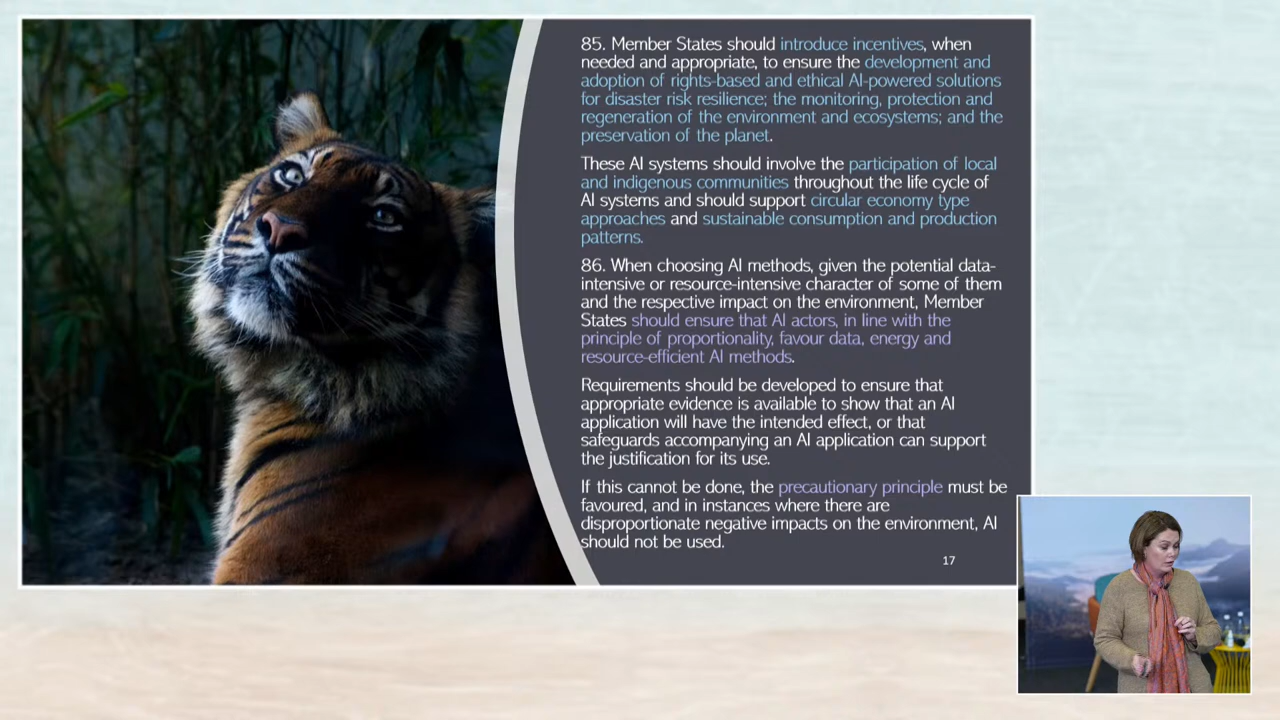 85. Member States should introduce incentives, when
needed and appropriate, to ensure the development and
adoption of rights-based and ethical AI-powered solutions
for disaster risk resilience; the monitoring, protection and
regeneration of the environment and ecosystems; and the
preservation of the planet.
These AI systems should involve the participation of local
and indigenous communities throughout the life cycle of
AI systems and should support circular economy type
approaches and sustainable consumption and production
patterns.
86. When choosing AI methods, given the potential data-
intensive or resource-intensive character of some of them
and the respective impact on the environment, Member
States should ensure that AI actors, in line with the
principle of proportionality, favour data, energy and
resource-efficient AI methods.
Requirements should be developed to ensure that
appropriate evidence is available to show that an AI
application will have the intended effect, or that
safeguards accompanying an AI application can support
the justification for its use.
If this cannot be done, the precautionary principle must be
favoured, and in instances where there are
disproportionate negative impacts on the environment, AI
should not be used.
17